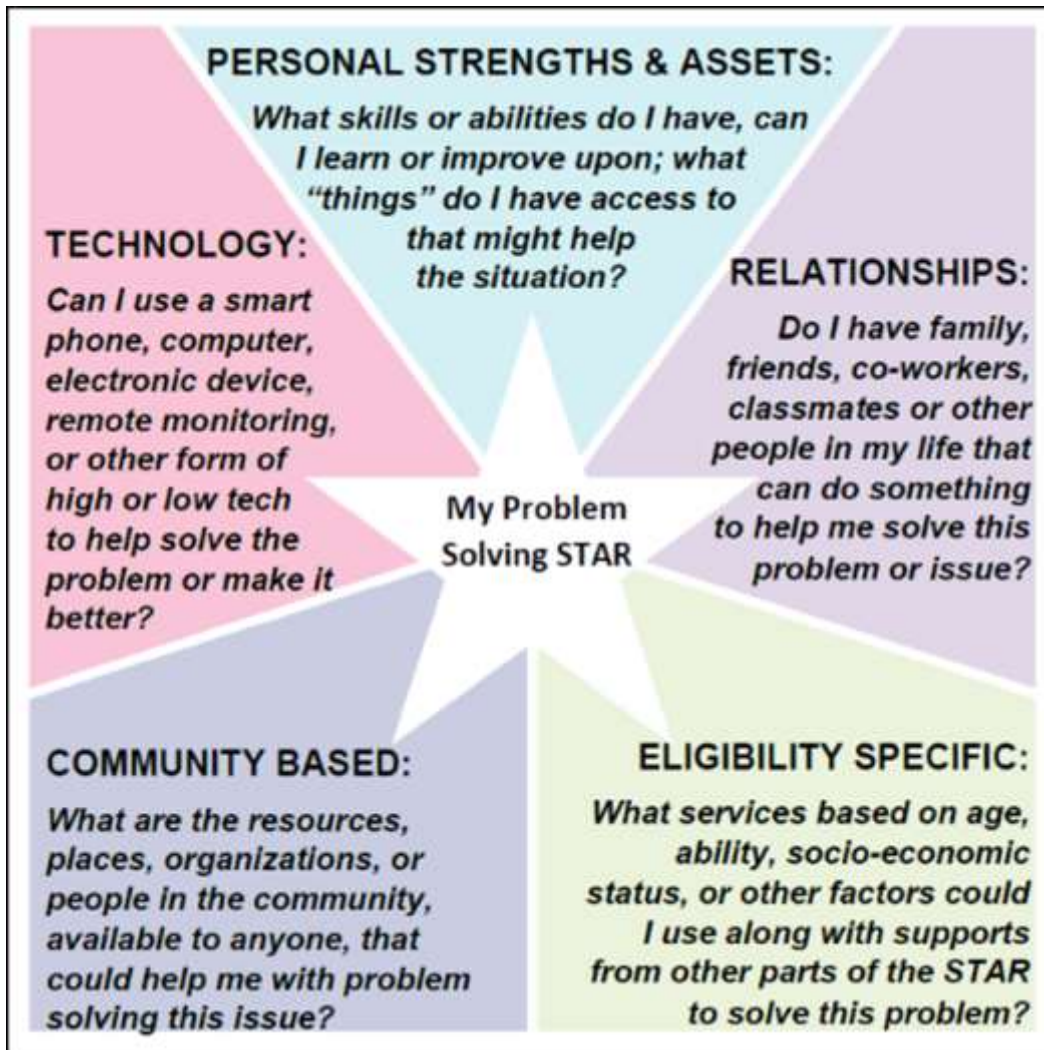 PERSONAL STRENGTHS & ASSETS:
What skills or abilities do I have, can
I learn or improve upon; what
“things” do I have access to
that might help
the situation?
TECHNOLOGY:
Can I use a smart
phone, computer,
electronic device,
remote monitoring,
or other form of
high or low tech
to help solve the
problem or make it
better?
RELATIONSHIPS:
Do I have family,
friends, co-workers,
classmates or other
people in my life that
can do something
to help me solve this
problem or issue?
My Problem
Solving STAR
COMMUNITY BASED:
What are the resources,
places, organizations, or
people in the community,
available to anyone, that
could help me with problem
solving this issue?
ELIGIBILITY SPECIFIC:
What services based on age,
ability, socio-economic
status, or other factors could
I use along with supports
from other parts of the STAR
to solve this problem?